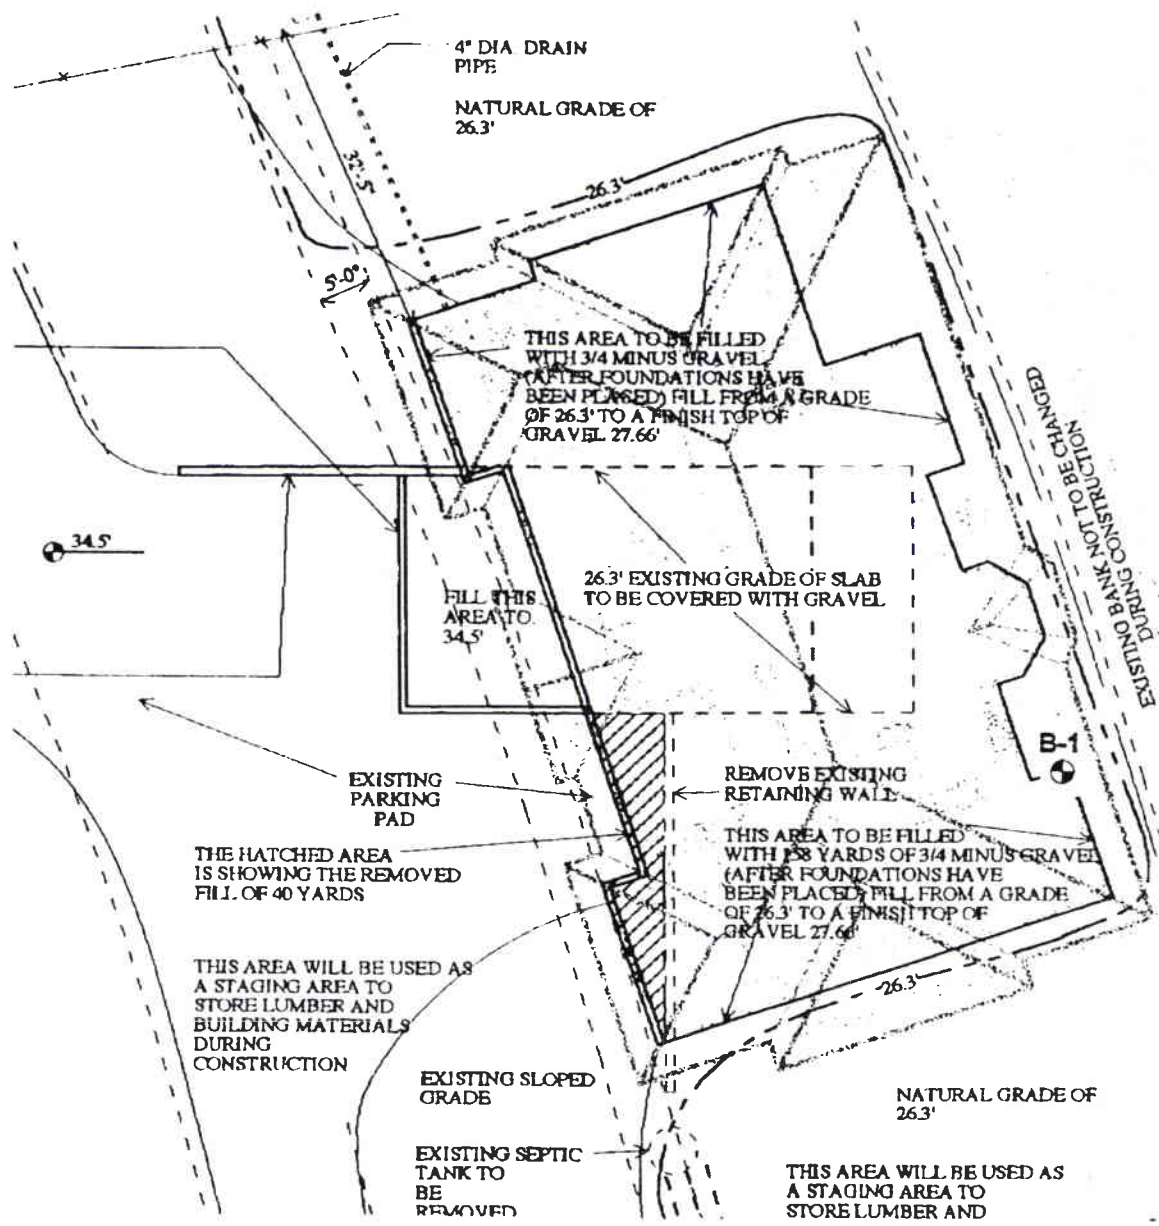 4" DIA DRAIN
PIPE
NATURAL GRADE OF
26.3'
32'.5'
26.3'
5'-0"
THIS AREA TO BE FILLED
WITH 3/4 MINUS GRAVEL
(AFTER FOUNDATIONS HAVE
BEEN PLACED) FILL FROM A GRADE
OF 26.3' TO A FINISH TOP OF
GRAVEL 27.66'
EXISTING BANK NOT TO BE CHANGED
DURING CONSTRUCTION
34.5'
26.3' EXISTING GRADE OF SLAB
TO BE COVERED WITH GRAVEL
FILL THIS
AREA TO
34.5'
B-1
EXISTING
PARKING
PAD
REMOVE EXISTING
RETAINING WALL
THE HATCHED AREA
IS SHOWING THE REMOVED
FILL OF 40 YARDS
THIS AREA TO BE FILLED
WITH 158 YARDS OF 3/4 MINUS GRAVEL
(AFTER FOUNDATIONS HAVE
BEEN PLACED) FILL FROM A GRADE
OF 26.3' TO A FINISH TOP OF
GRAVEL 27.66'
THIS AREA WILL BE USED AS
A STAGING AREA TO
STORE LUMBER AND
BUILDING MATERIALS
DURING
CONSTRUCTION
26.3'
EXISTING SLOPED
GRADE
NATURAL GRADE OF
26.3'
EXISTING SEPTIC
TANK TO
BE
REMOVED
THIS AREA WILL BE USED AS
A STAGING AREA TO
STORE LUMBER AND